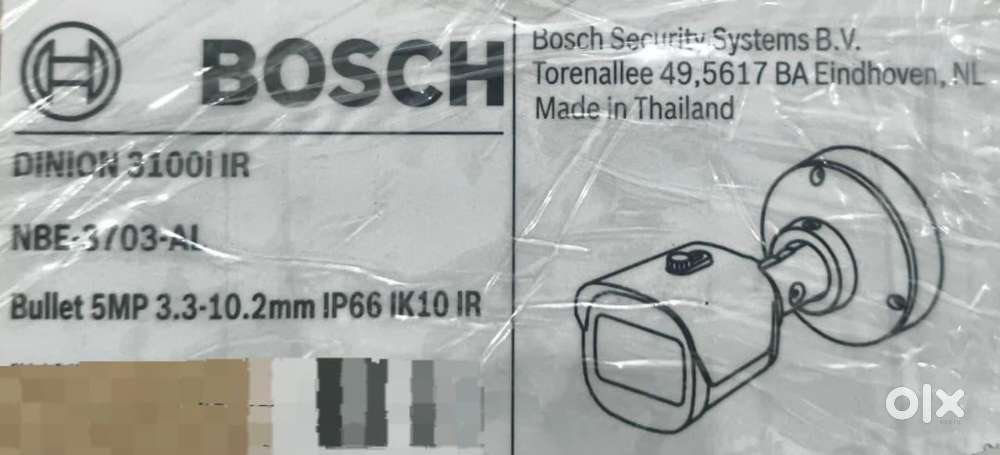 BOSCH
DINION 3100i IR
NBE-3703-AL
Bullet 5MP 3.3-10.2mm IP66 IK10 IR
Bosch Security Systems B.V.
Torenallee 49,5617 BA Eindhoven, NL
Made in Thailand
olx